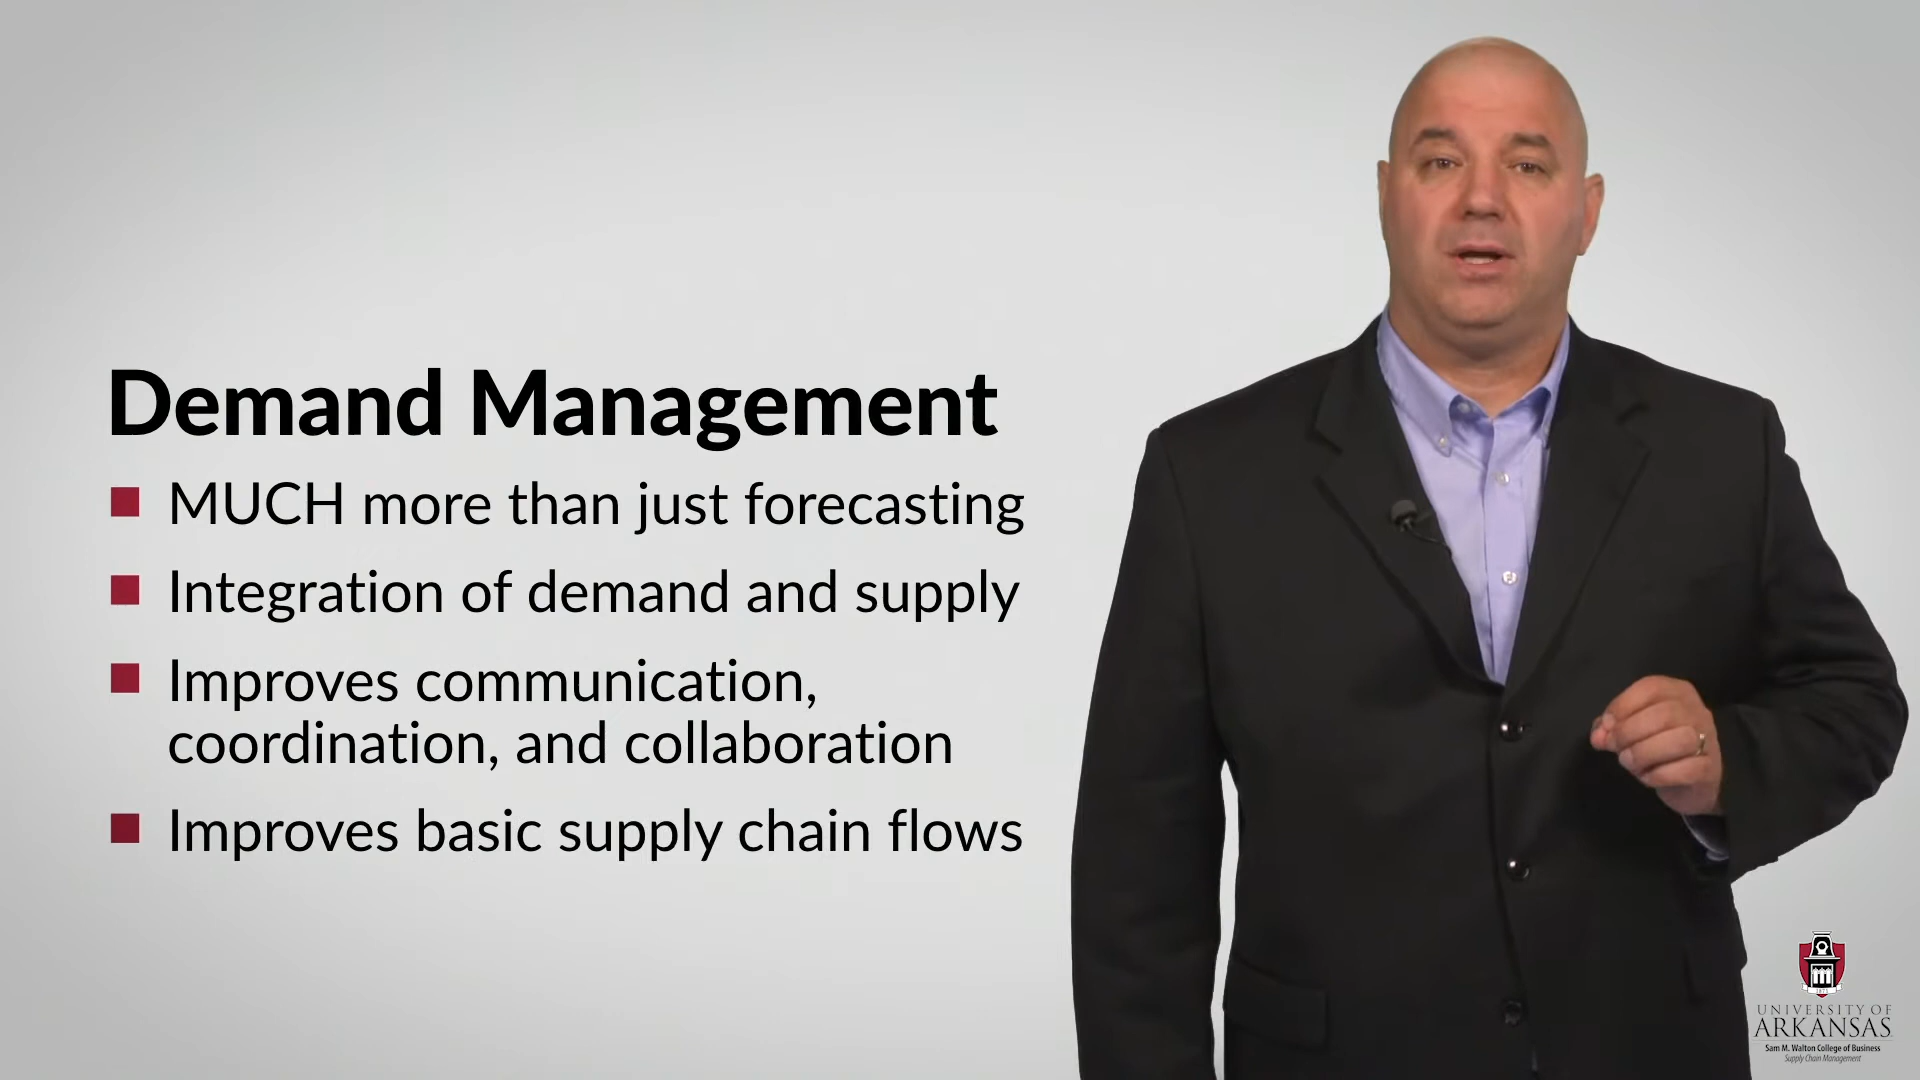 Demand Management
MUCH more than just forecasting
Integration of demand and supply
Improves communication,
coordination, and collaboration
Improves basic supply chain flows
UNIVERSITY OF
ARKANSAS
Sam M. Walton College of Business
Supply Chain Management